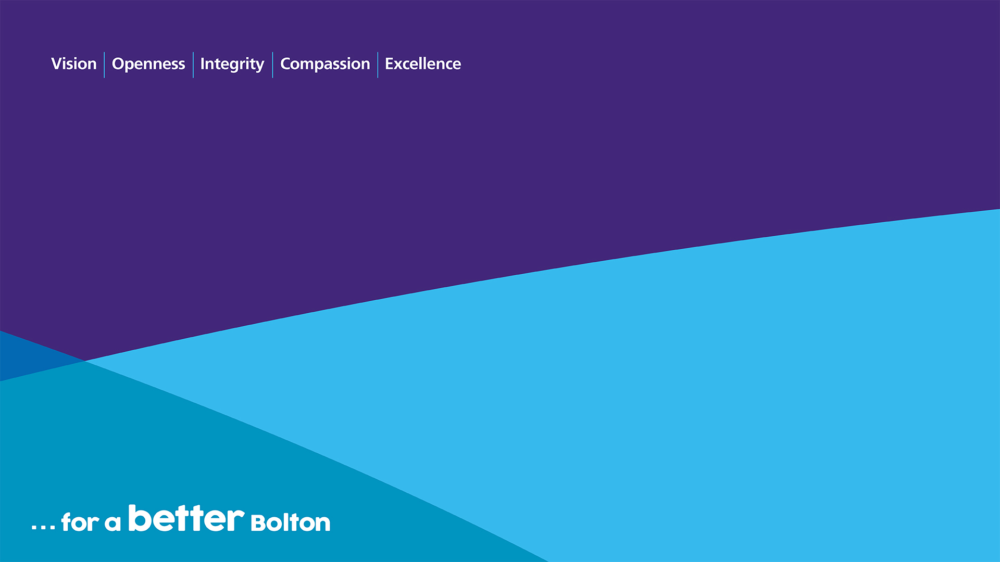 Vision | Openness | Integrity | Compassion | Excellence
... for a better Bolton